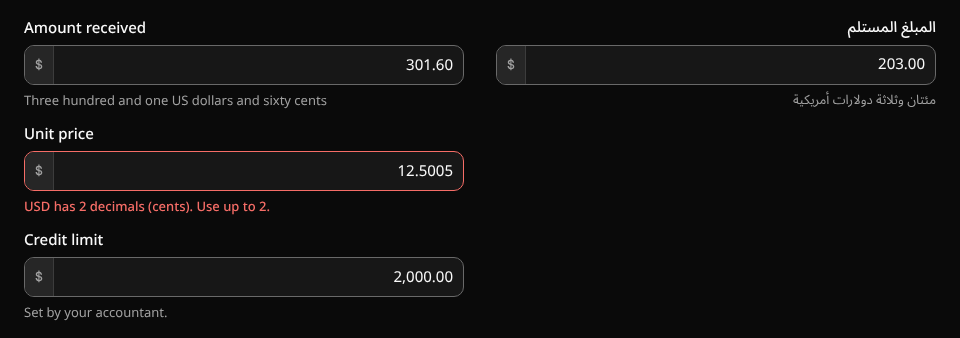 Amount received
$ 301.60
Three hundred and one US dollars and sixty cents
المبلغ المستلم
$ 203.00
مئتان وثلاثة دولارات أمريكية
Unit price
$ 12.5005
USD has 2 decimals (cents). Use up to 2.
Credit limit
$ 2,000.00
Set by your accountant.